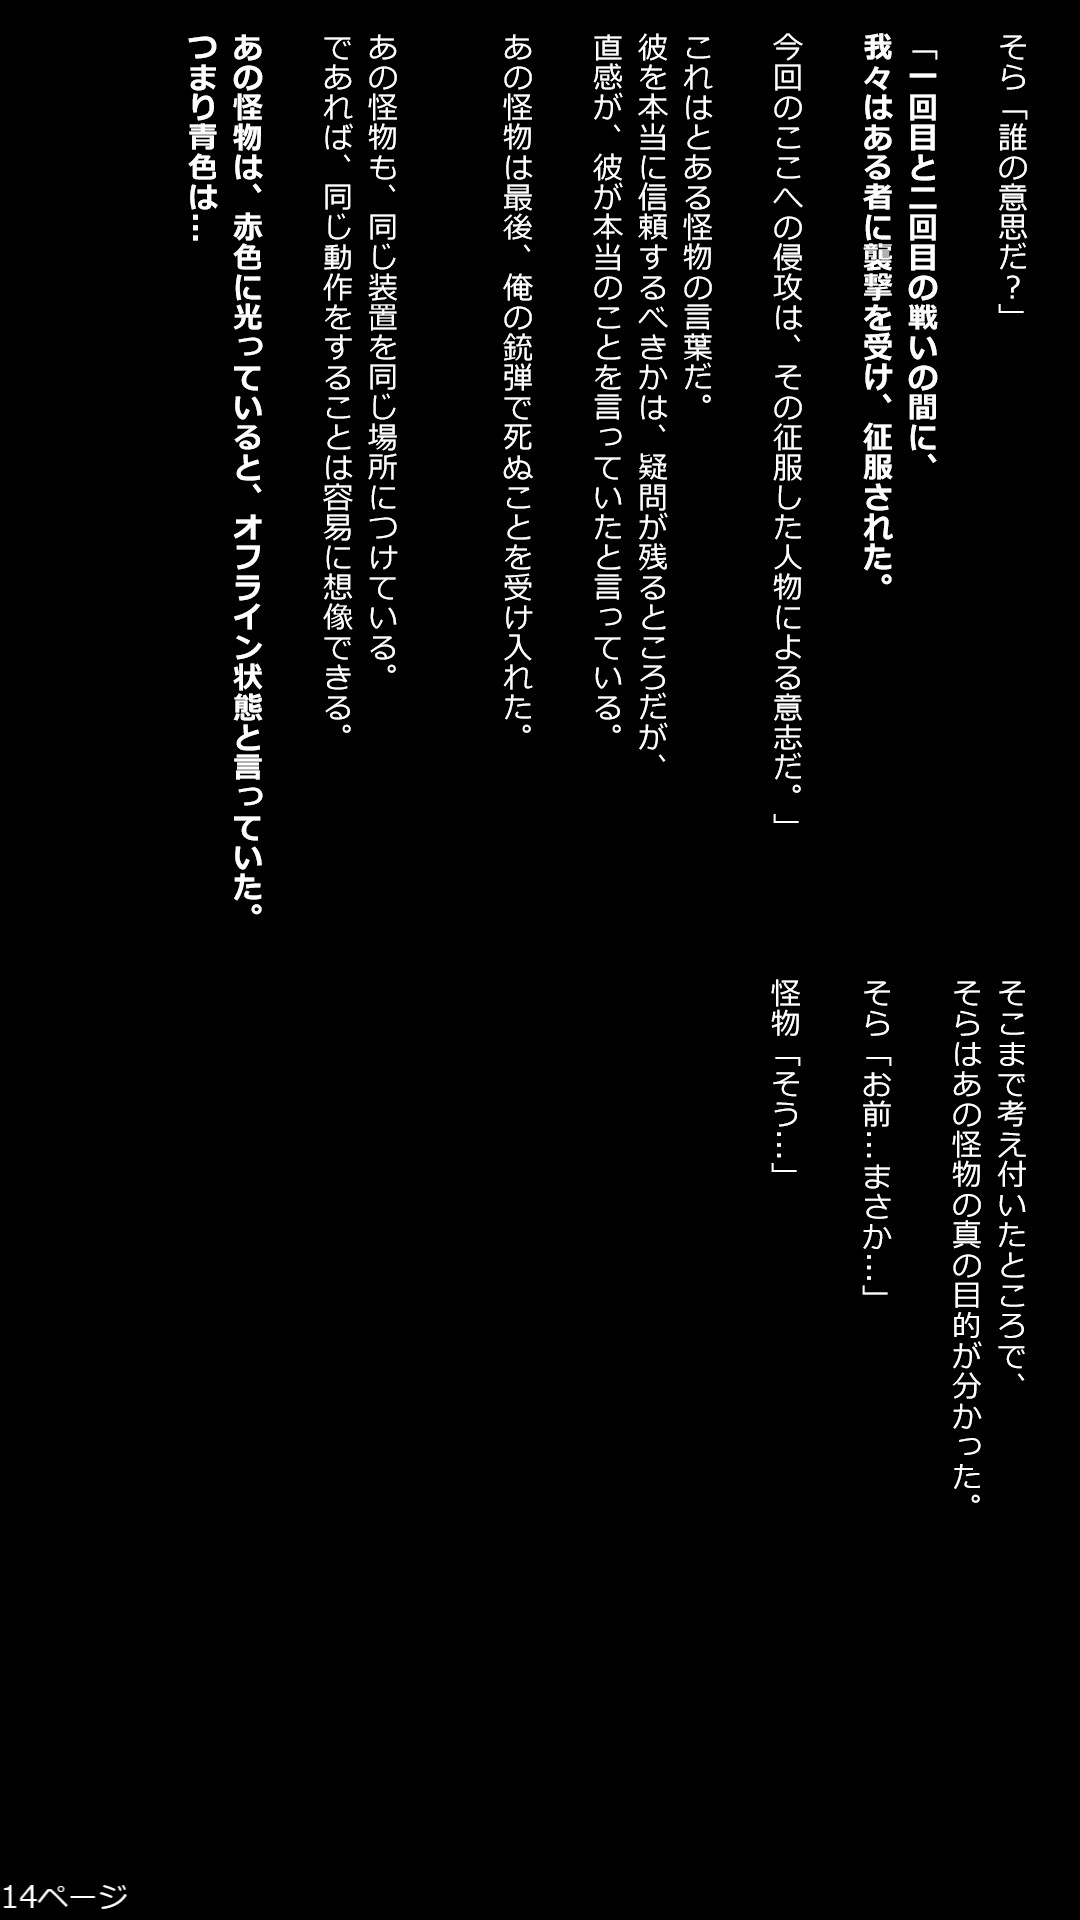 そら「誰の意思だ？」
「一回目と二回目の戦いの間に、
我々はある者に襲撃を受け、征服された。
今回のここへの侵攻は、その征服した人物による意志だ。」
これはとある怪物の言葉だ。
彼を本当に信頼するべきかは、疑問が残るところだが、
直感が、彼が本当のことを言っていたと言っている。
あの怪物は最後、俺の銃弾で死ぬことを受け入れた。
あの怪物も、同じ装置を同じ場所につけている。
であれば、同じ動作をすることは容易に想像できる。
あの怪物は、赤色に光っていると、オフライン状態と言っていた。
つまり青色は…
そこまで考え付いたところで、
そらはあの怪物の真の目的が分かった。
そら「お前…まさか…」
怪物「そう…」
14ページ